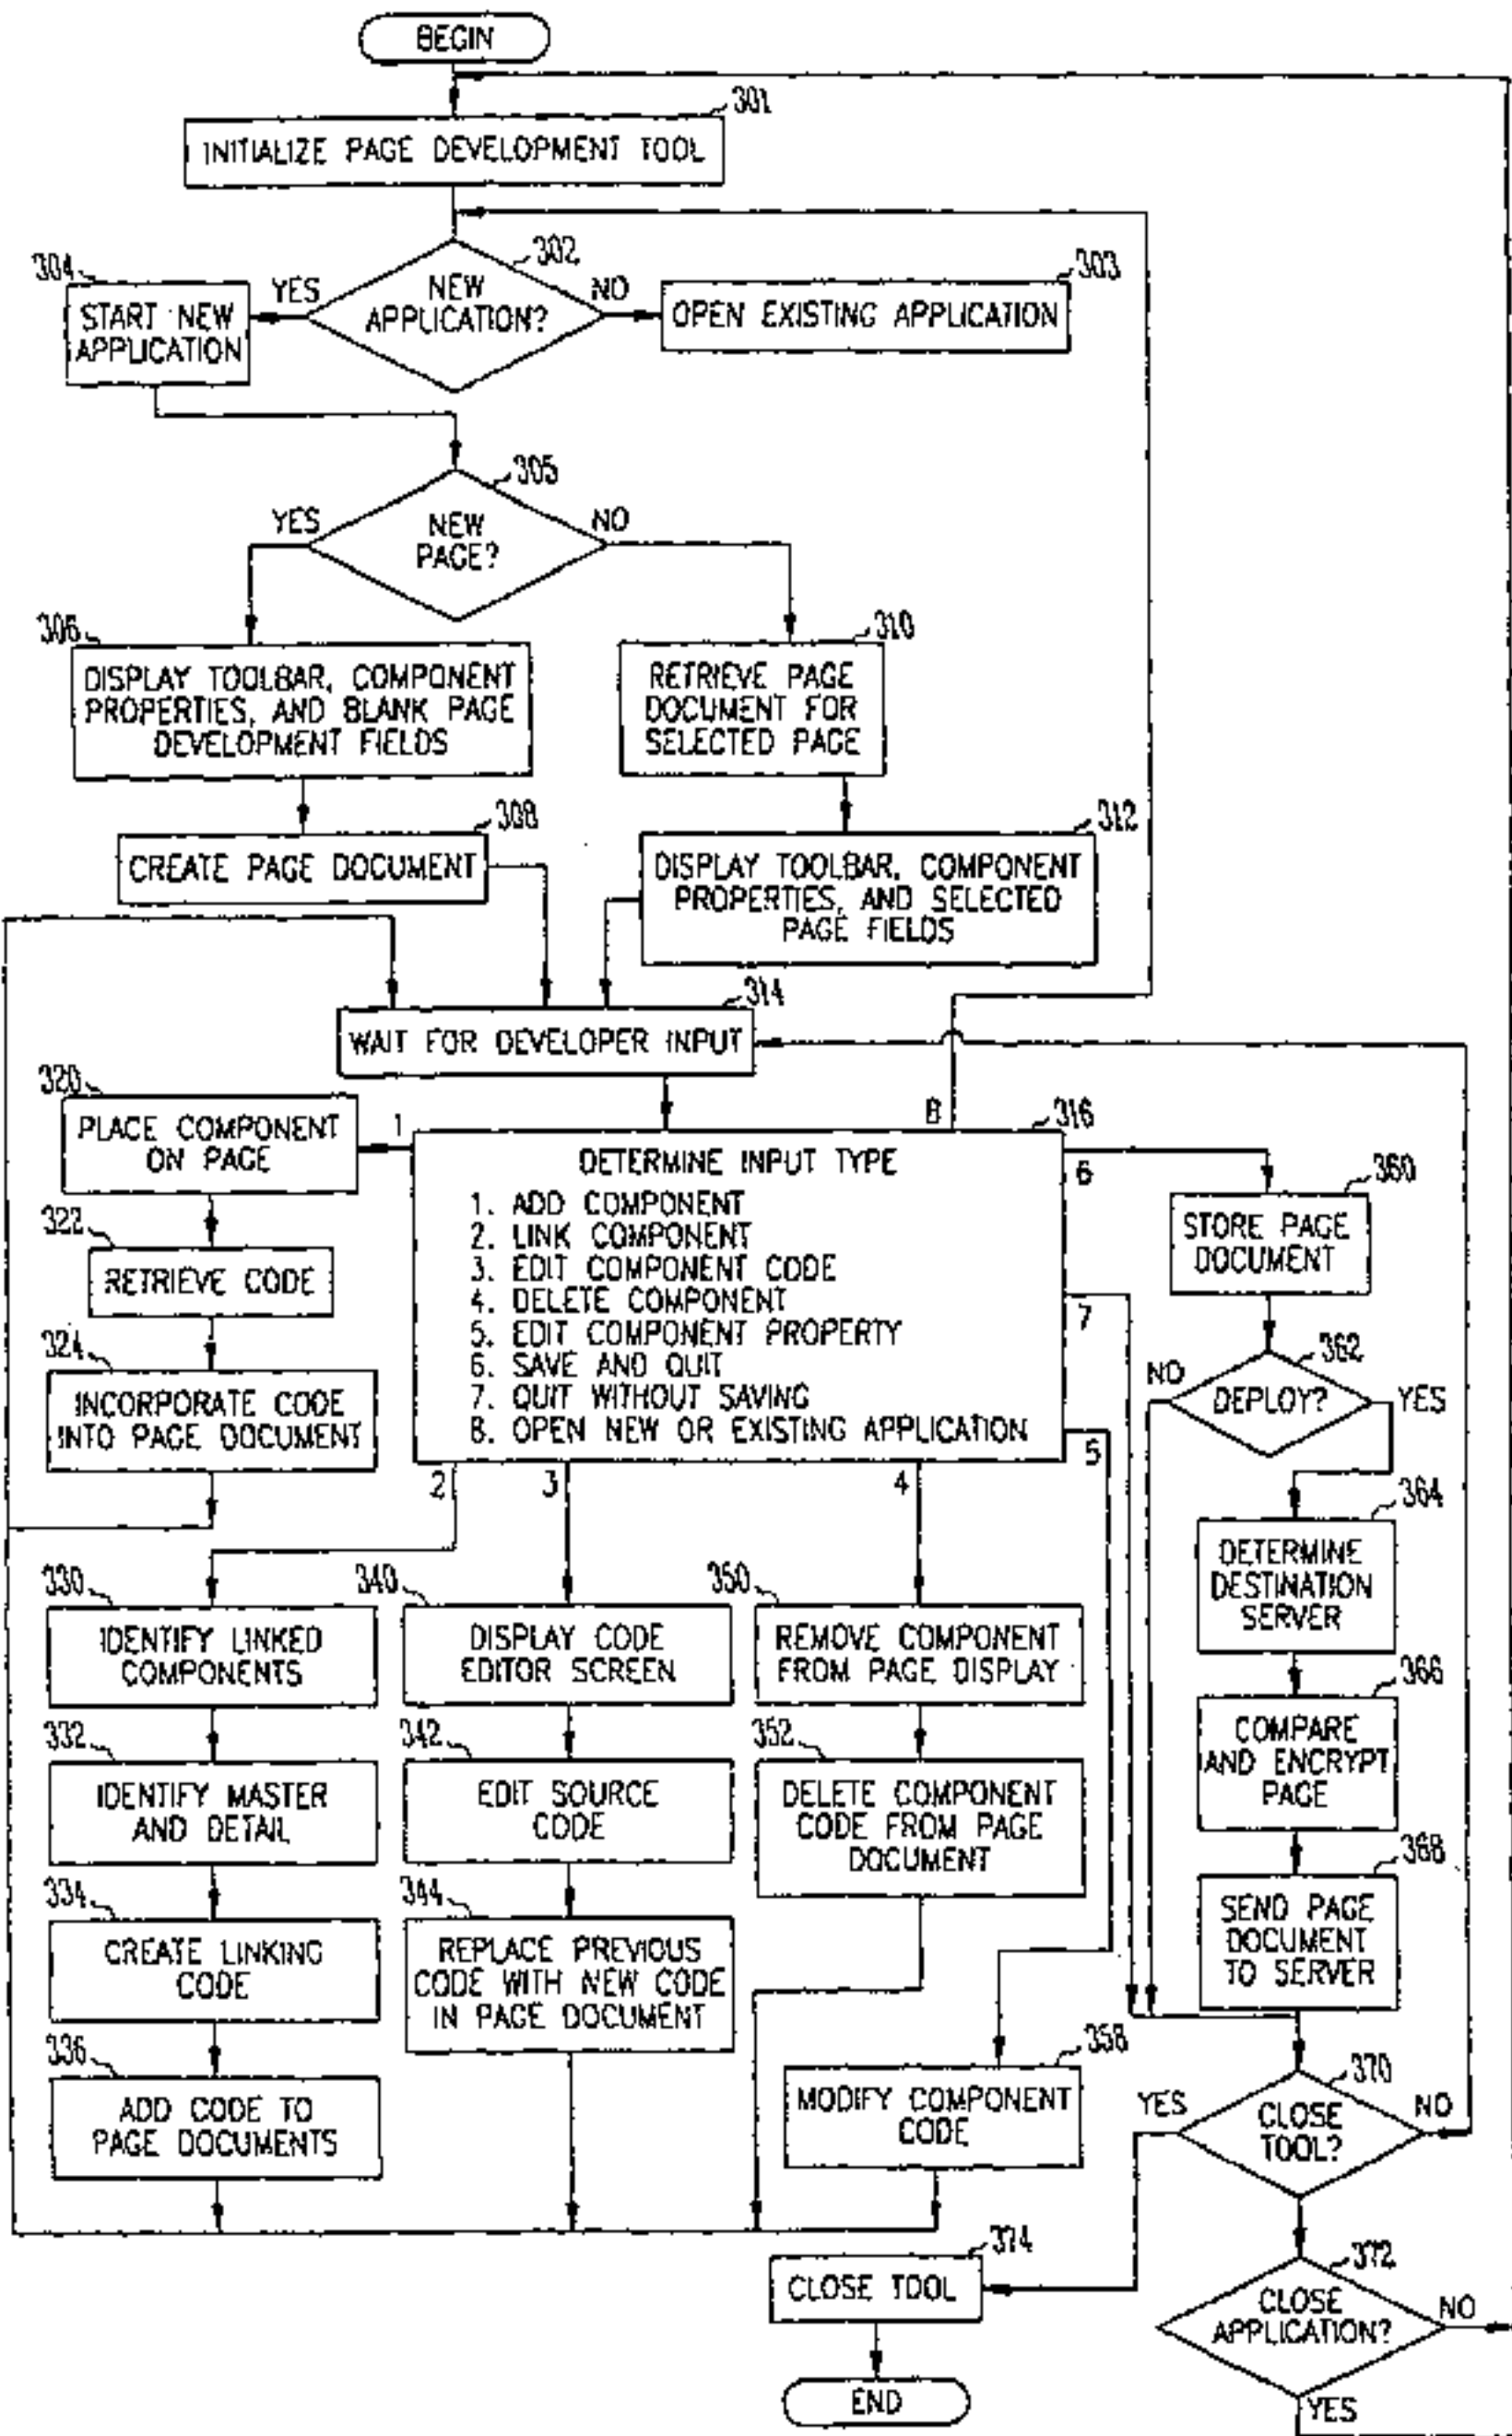 BEGIN
301
INITIALIZE PAGE DEVELOPMENT TOOL
302
304
303
YES
NEW
APPLICATION?
NO
START NEW
APPLICATION
OPEN EXISTING APPLICATION
305
YES
NEW
PAGE?
NO
306
310
DISPLAY TOOLBAR, COMPONENT
PROPERTIES, AND BLANK PAGE
DEVELOPMENT FIELDS
RETRIEVE PAGE
DOCUMENT FOR
SELECTED PAGE
308
312
CREATE PAGE DOCUMENT
DISPLAY TOOLBAR, COMPONENT
PROPERTIES, AND SELECTED
PAGE FIELDS
314
WAIT FOR DEVELOPER INPUT
320
PLACE COMPONENT
ON PAGE
1
8
316
DETERMINE INPUT TYPE
1. ADD COMPONENT
2. LINK COMPONENT
3. EDIT COMPONENT CODE
4. DELETE COMPONENT
5. EDIT COMPONENT PROPERTY
6. SAVE AND QUIT
7. QUIT WITHOUT SAVING
8. OPEN NEW OR EXISTING APPLICATION
6
7
5
2
3
4
322
RETRIEVE CODE
324
INCORPORATE CODE
INTO PAGE DOCUMENT
360
STORE PAGE
DOCUMENT
362
NO
DEPLOY?
YES
364
DETERMINE
DESTINATION
SERVER
366
COMPARE
AND ENCRYPT
PAGE
368
SEND PAGE
DOCUMENT
TO SERVER
330
IDENTIFY LINKED
COMPONENTS
332
IDENTIFY MASTER
AND DETAIL
334
CREATE LINKING
CODE
336
ADD CODE TO
PAGE DOCUMENTS
340
DISPLAY CODE
EDITOR SCREEN
342
EDIT SOURCE
CODE
344
REPLACE PREVIOUS
CODE WITH NEW CODE
IN PAGE DOCUMENT
350
REMOVE COMPONENT
FROM PAGE DISPLAY
352
DELETE COMPONENT
CODE FROM PAGE
DOCUMENT
358
MODIFY COMPONENT
CODE
370
YES
CLOSE
TOOL?
NO
374
CLOSE TOOL
372
CLOSE
APPLICATION?
NO
END
YES